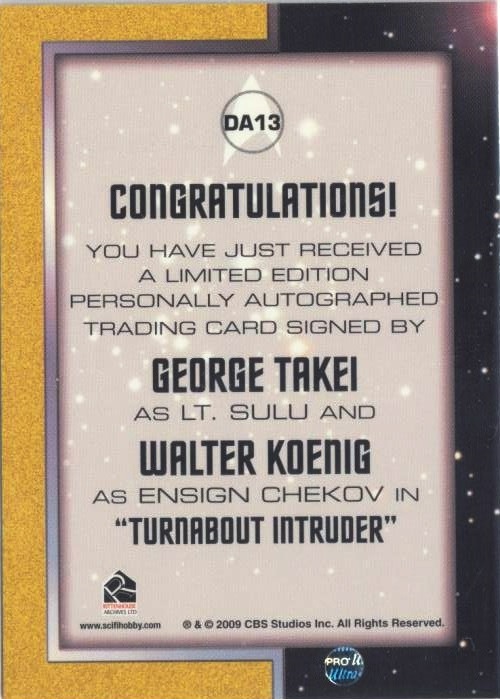 DA13
CONGRATULATIONS!
YOU HAVE JUST RECEIVED
A LIMITED EDITION
PERSONALLY AUTOGRAPHED
TRADING CARD SIGNED BY
GEORGE TAKEI
AS LT. SULU AND
WALTER KOENIG
AS ENSIGN CHEKOV IN
“TURNABOUT INTRUDER”
RITTENHOUSE
ARCHIVES LTD
www.scifihobby.com ® & © 2009 CBS Studios Inc. All Rights Reserved.
PRO U
Ultra